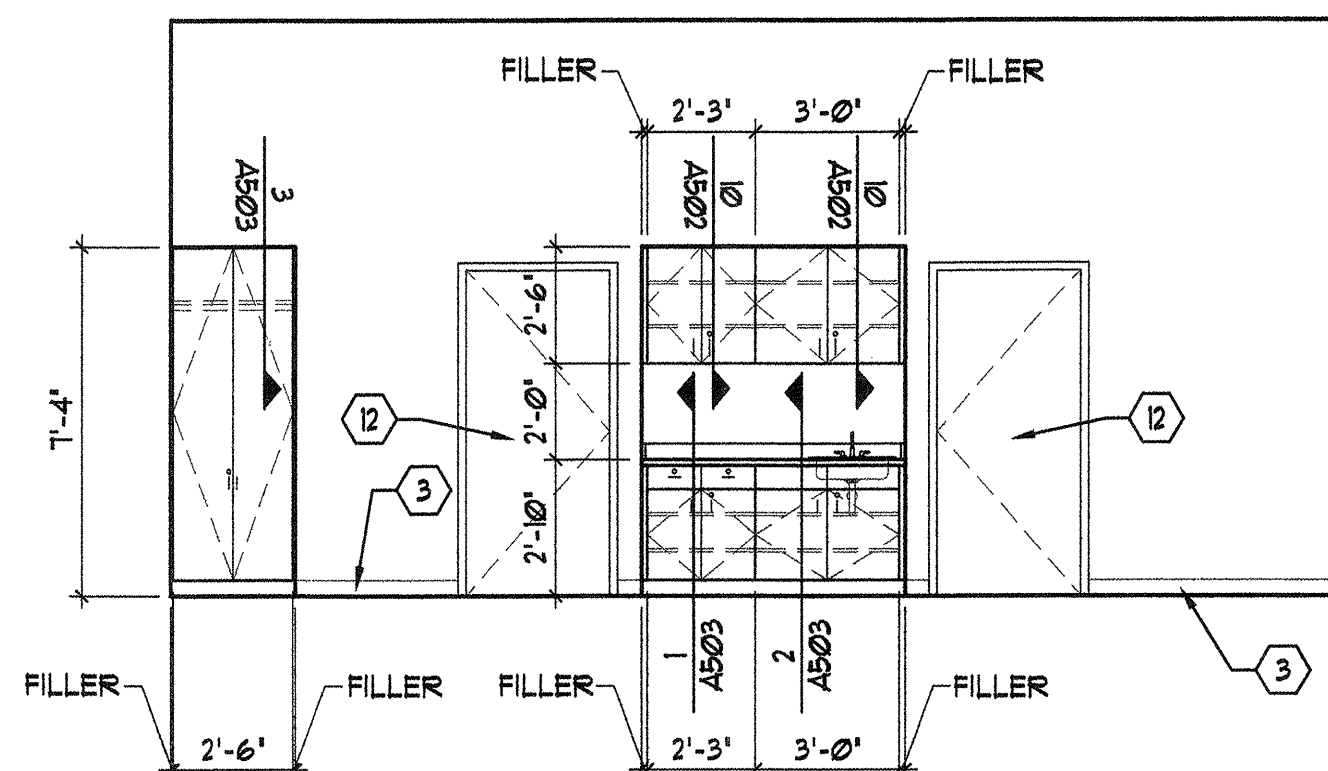 FILLER
FILLER
2'-3"
3'-0"
3
A503
10
A502
10
A502
7'-4"
2'-6"
2'-0"
2'-10"
12
12
3
3
1
A503
2
A503
FILLER
FILLER
FILLER
FILLER
2'-6"
2'-3"
3'-0"